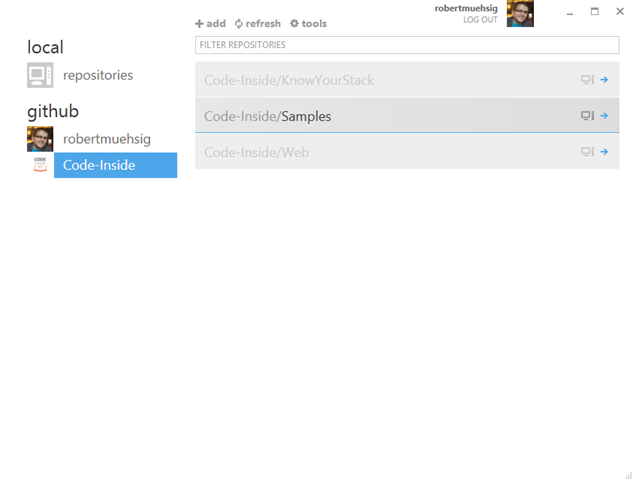 robertmuehsig
LOG OUT
add refresh tools
FILTER REPOSITORIES
local
repositories
github
robertmuehsig
Code-Inside
Code-Inside/KnowYourStack
Code-Inside/Samples
Code-Inside/Web